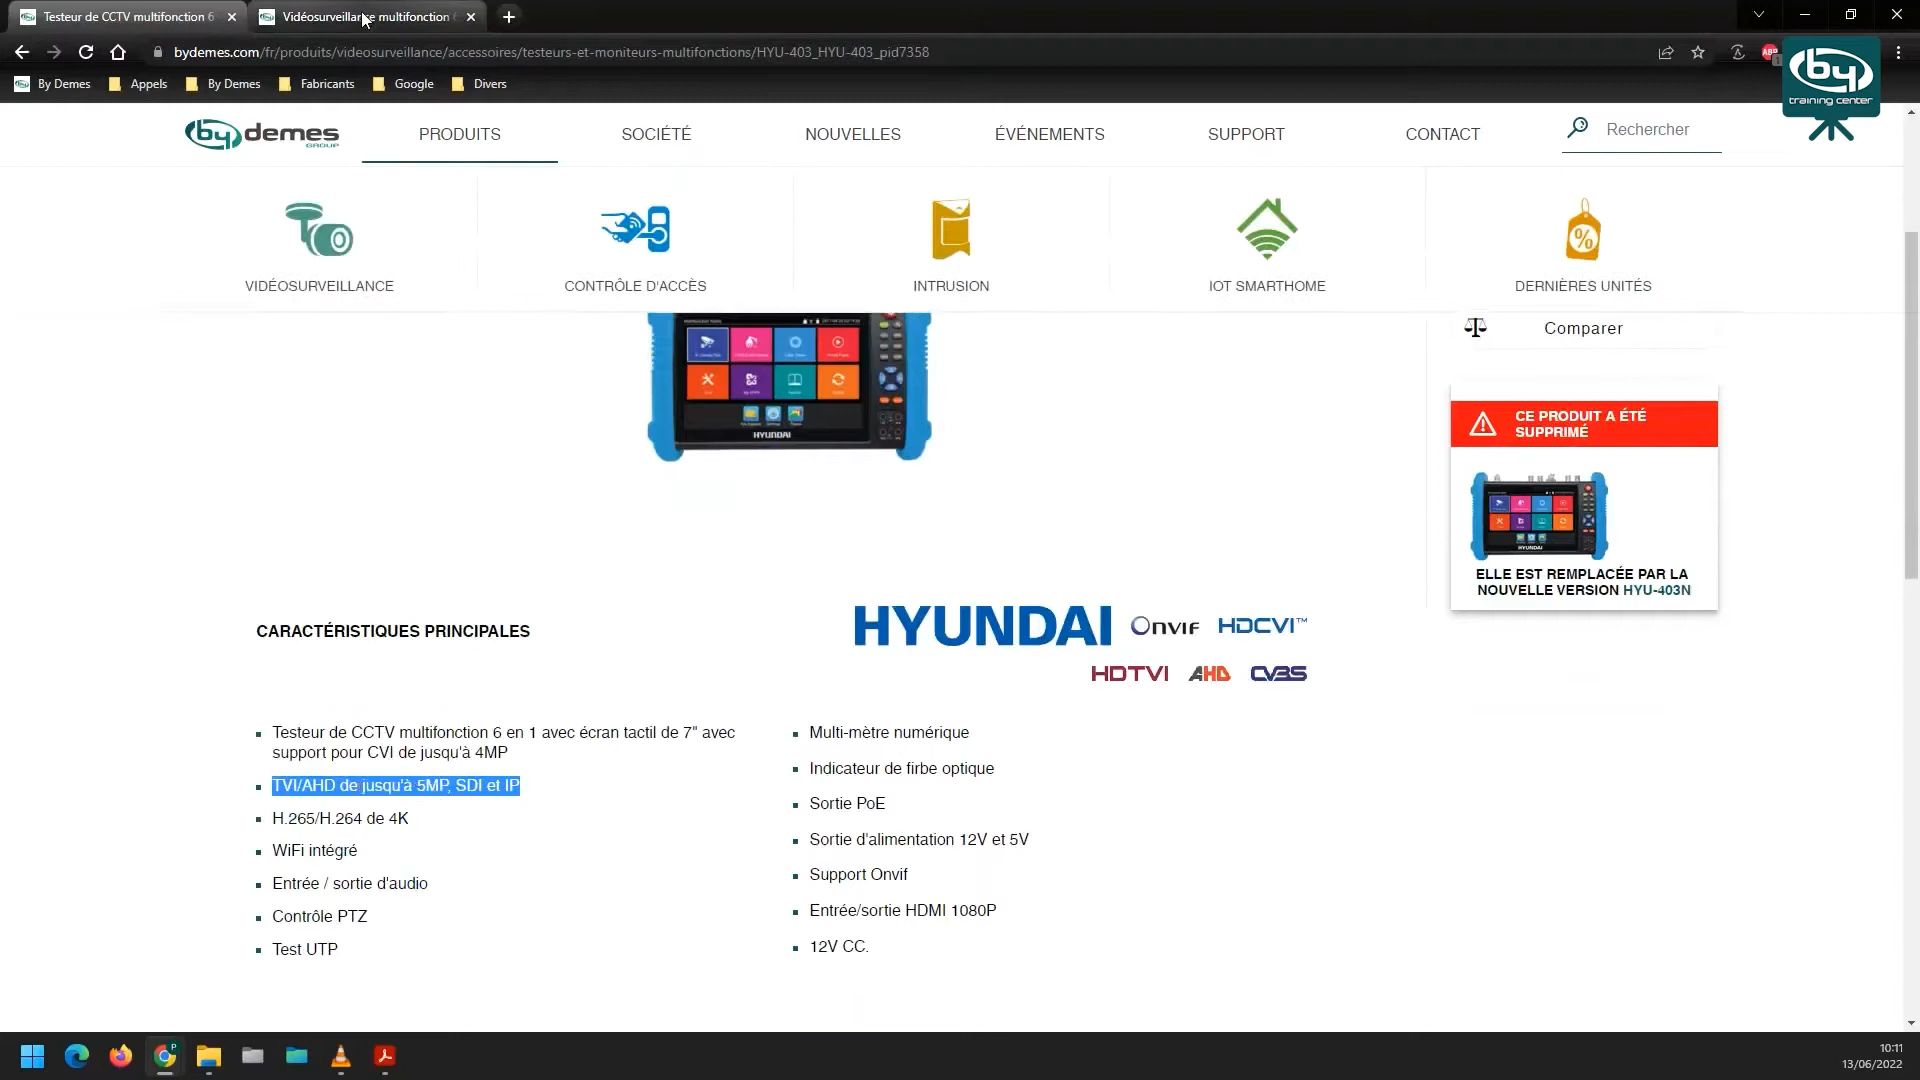 Testeur de CCTV multifonction 6
Vidéosurveillance multifonction 6
bydemes.com/fr/produits/videosurveillance/accessoires/testeurs-et-moniteurs-multifonctions/HYU-403_HYU-403_pid7358
ABP
By Demes
Appels
By Demes
Fabricants
Google
Divers
by
training center
by demes
GROUP
PRODUITS
SOCIÉTÉ
NOUVELLES
ÉVÉNEMENTS
SUPPORT
CONTACT
Rechercher
VIDÉOSURVEILLANCE
CONTRÔLE D'ACCÈS
INTRUSION
IOT SMARTHOME
%
DERNIÈRES UNITÉS
HYUNDAI
Comparer
CE PRODUIT A ÉTÉ
SUPPRIMÉ
HYUNDAI
ELLE EST REMPLACÉE PAR LA
NOUVELLE VERSION HYU-403N
CARACTÉRISTIQUES PRINCIPALES
HYUNDAI
ONVIF
HDCVI™
HDTVI
AHD
CVBS
Testeur de CCTV multifonction 6 en 1 avec écran tactil de 7" avec
support pour CVI de jusqu'à 4MP
TVI/AHD de jusqu'à 5MP, SDI et IP
H.265/H.264 de 4K
WiFi intégré
Entrée / sortie d'audio
Contrôle PTZ
Test UTP
Multi-mètre numérique
Indicateur de firbe optique
Sortie PoE
Sortie d'alimentation 12V et 5V
Support Onvif
Entrée/sortie HDMI 1080P
12V CC.
10:11
13/06/2022